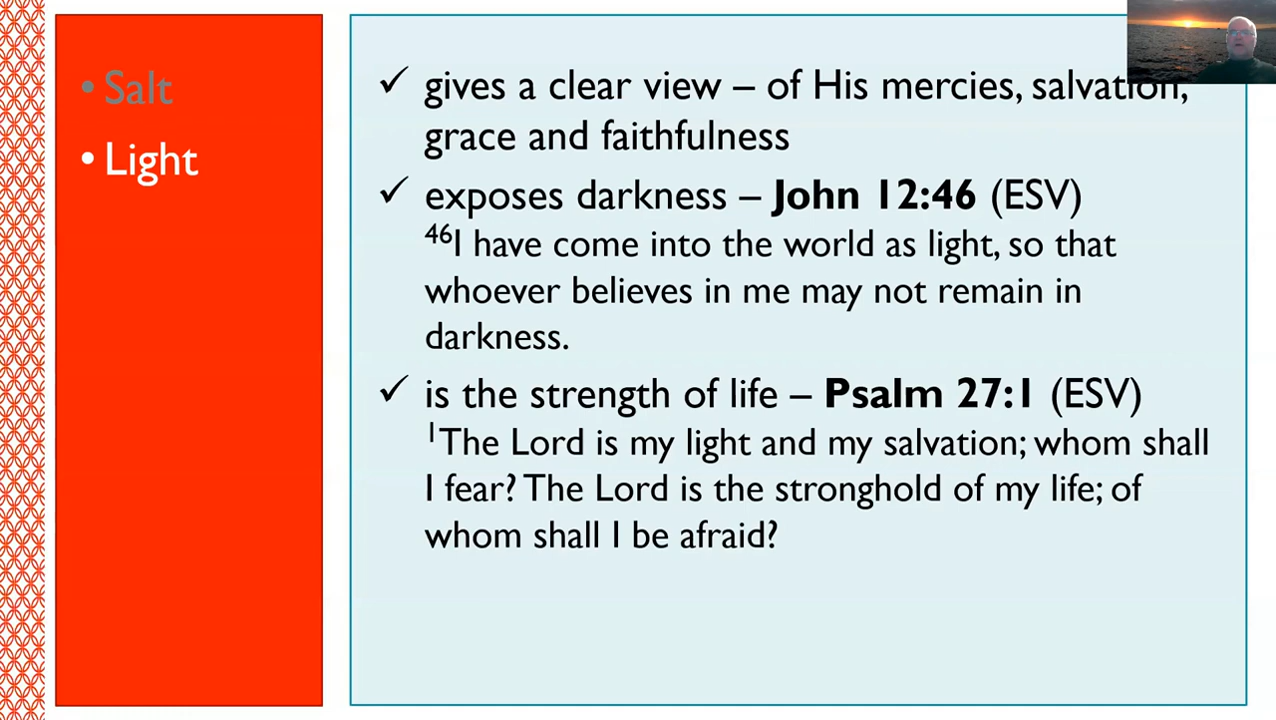 • Salt
• Light
✓ gives a clear view – of His mercies, salvation,
grace and faithfulness
✓ exposes darkness – John 12:46 (ESV)
46I have come into the world as light, so that
whoever believes in me may not remain in
darkness.
✓ is the strength of life – Psalm 27:1 (ESV)
1The Lord is my light and my salvation; whom shall
I fear? The Lord is the stronghold of my life; of
whom shall I be afraid?